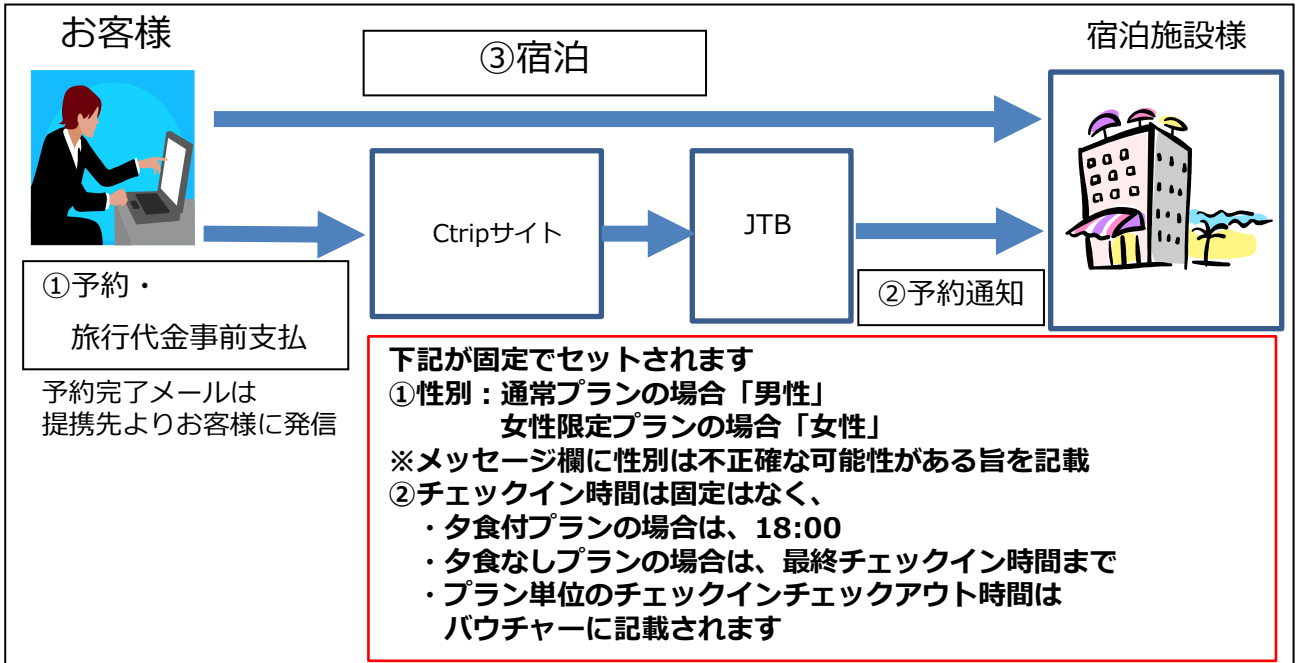 お客様
③宿泊
宿泊施設様
Ctripサイト
JTB
①予約・
旅行代金事前支払
②予約通知
予約完了メールは
提携先よりお客様に発信
下記が固定でセットされます
①性別：通常プランの場合「男性」
女性限定プランの場合「女性」
※メッセージ欄に性別は不正確な可能性がある旨を記載
②チェックイン時間は固定はなく、
・夕食付プランの場合は、18:00
・夕食なしプランの場合は、最終チェックイン時間まで
・プラン単位のチェックインチェックアウト時間は
バウチャーに記載されます